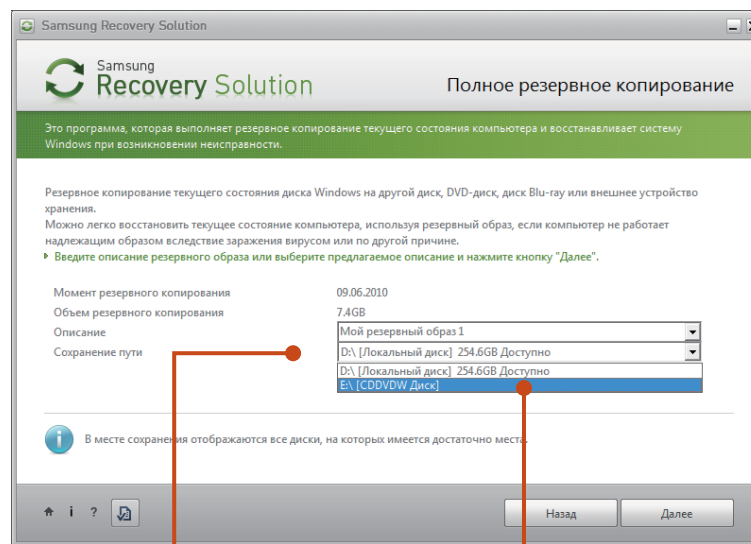 Samsung Recovery Solution
Samsung
Recovery Solution
Полное резервное копирование
Это программа, которая выполняет резервное копирование текущего состояния компьютера и восстанавливает систему
Windows при возникновении неисправности.
Резервное копирование текущего состояния диска Windows на другой диск, DVD-диск, диск Blu-ray или внешнее устройство
хранения.
Можно легко восстановить текущее состояние компьютера, используя резервный образ, если компьютер не работает
надлежащим образом вследствие заражения вирусом или по другой причине.
Введите описание резервного образа или выберите предлагаемое описание и нажмите кнопку "Далее".
Момент резервного копирования 09.06.2010
Объем резервного копирования 7.4GB
Описание Мой резервный образ 1
Сохранение пути D:\ [Локальный диск] 254.6GB Доступно
D:\ [Локальный диск] 254.6GB Доступно
E:\ [CDDVDW Диск]
В месте сохранения отображаются все диски, на которых имеется достаточно места.
i ? Назад Далее